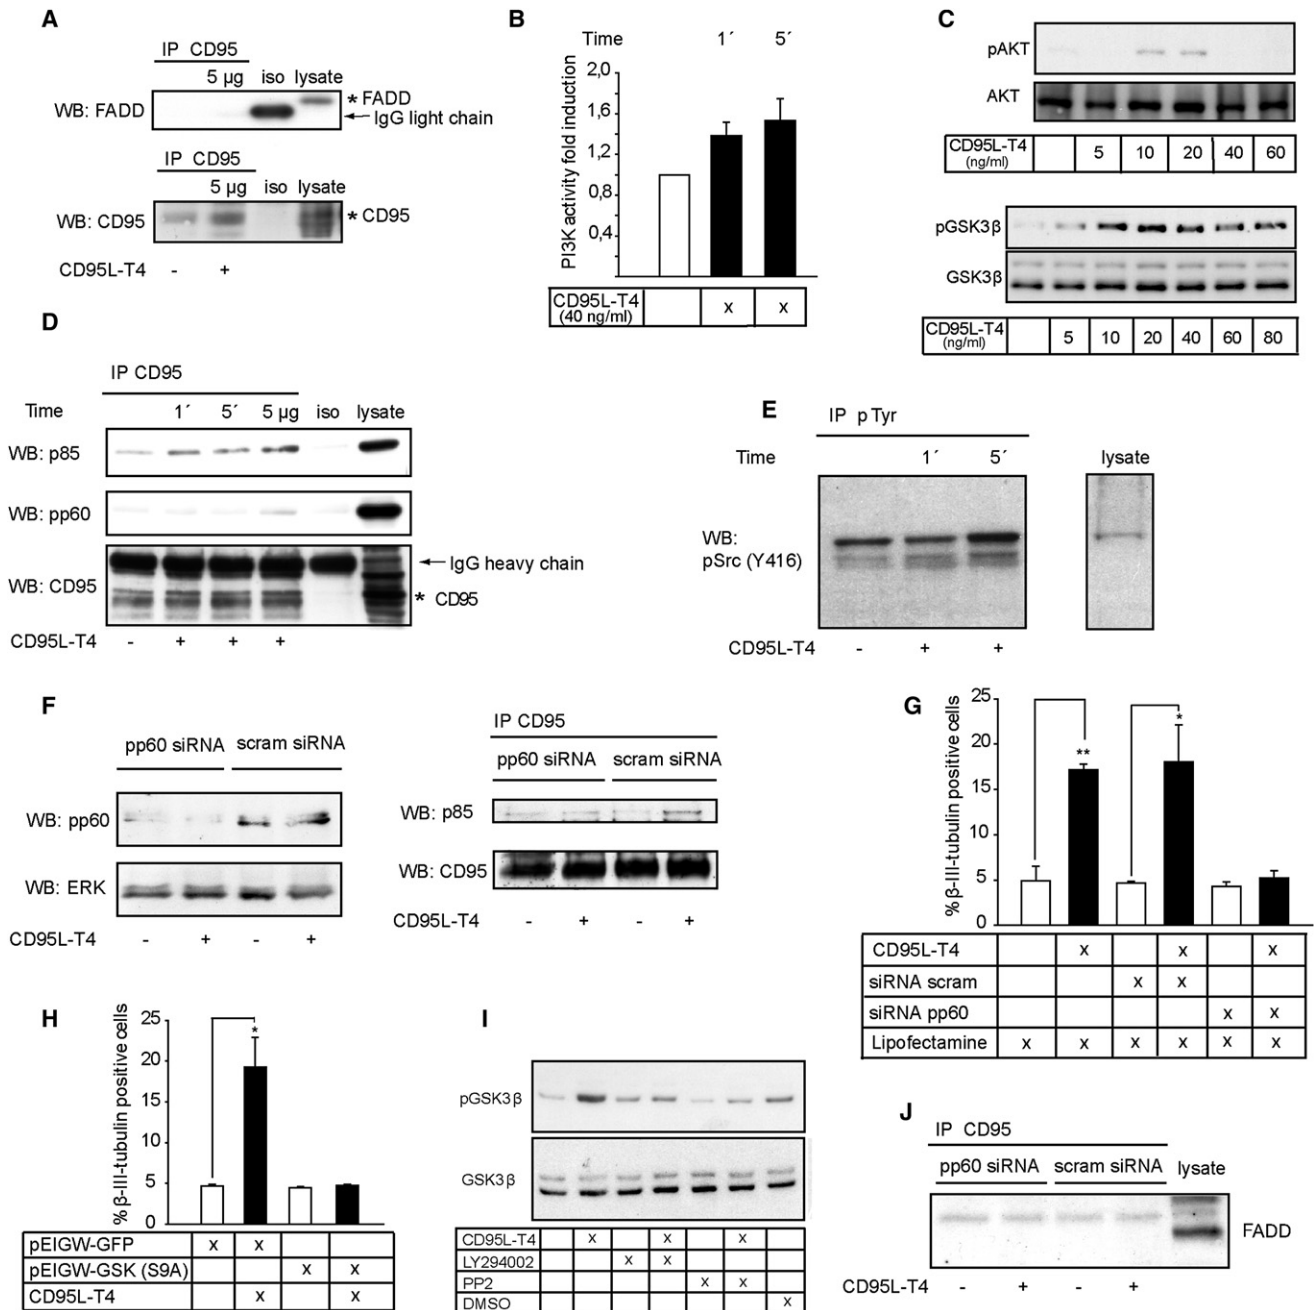 A
IP CD95
5 µg iso lysate
WB: FADD
* FADD
IgG light chain
IP CD95
5 µg iso lysate
WB: CD95
* CD95
CD95L-T4 - +
B
Time 1´ 5´
PI3K activity fold induction
2,0
1,6
1,2
0,8
0,4
CD95L-T4 (40 ng/ml) x x
C
pAKT
AKT
CD95L-T4 (ng/ml) 5 10 20 40 60
pGSK3β
GSK3β
CD95L-T4 (ng/ml) 5 10 20 40 60 80
D
IP CD95
Time 1´ 5´ 5 µg iso lysate
WB: p85
WB: pp60
WB: CD95
IgG heavy chain
* CD95
CD95L-T4 - + + +
E
IP p Tyr
Time 1´ 5´ lysate
WB:
pSrc (Y416)
CD95L-T4 - + +
F
pp60 siRNA scram siRNA
WB: pp60
WB: ERK
CD95L-T4 - + - +
IP CD95
pp60 siRNA scram siRNA
WB: p85
WB: CD95
CD95L-T4 - + - +
G
%β-III-tubulin positive cells
25
20
15
10
5
0
**
*
CD95L-T4 x x x
siRNA scram x x
siRNA pp60 x x
Lipofectamine x x x x x x
H
%β-III-tubulin positive cells
25
20
15
10
5
0
*
pEIGW-GFP x x
pEIGW-GSK (S9A) x x
CD95L-T4 x x
I
pGSK3β
GSK3β
CD95L-T4 x x x
LY294002 x x
PP2 x x
DMSO x
J
IP CD95
pp60 siRNA scram siRNA lysate
FADD
CD95L-T4 - + - +